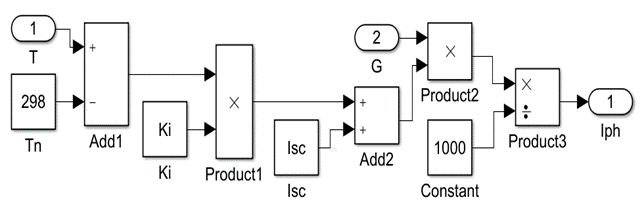 1
T
298
Tn
+
−
Add1
Ki
Ki
×
Product1
Isc
Isc
+
+
Add2
2
G
×
Product2
1000
Constant
×
÷
Product3
1
Iph